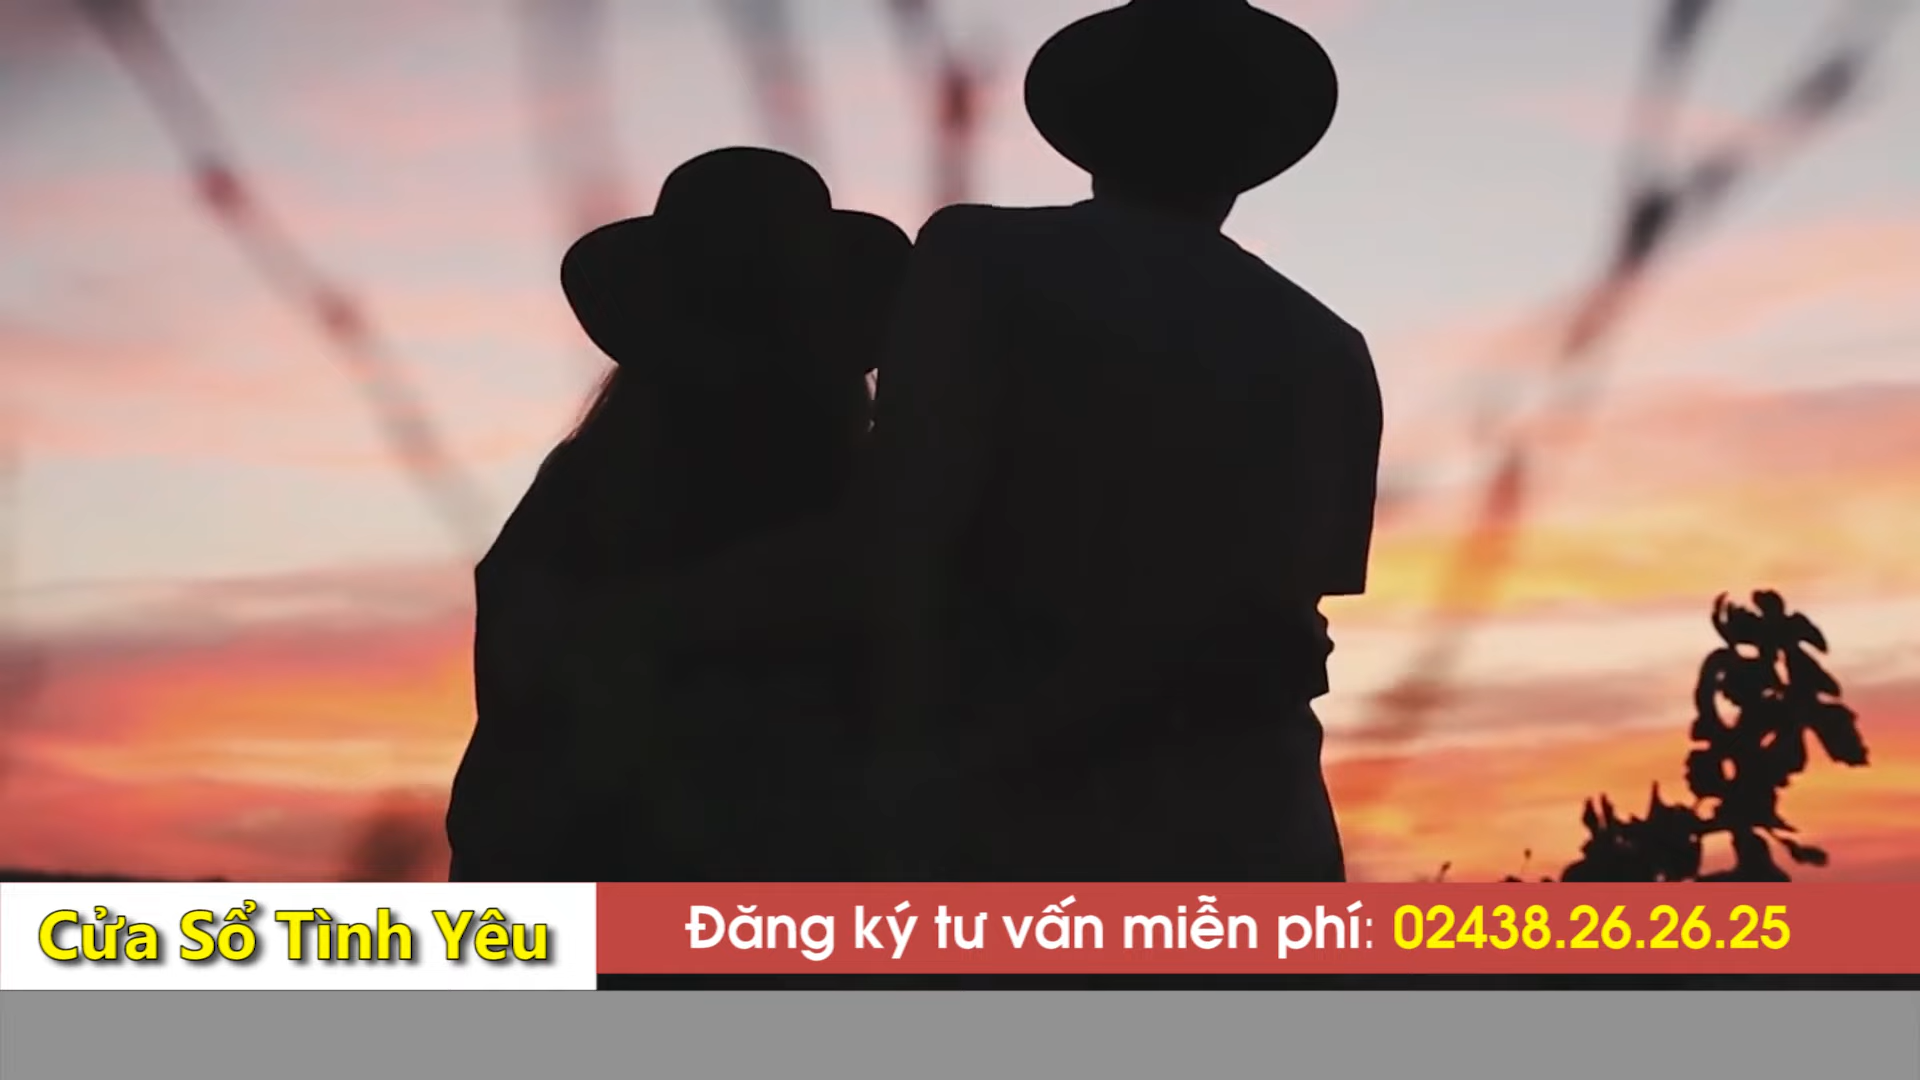 Cửa Sổ Tình Yêu
Đăng ký tư vấn miễn phí: 02438.26.26.25